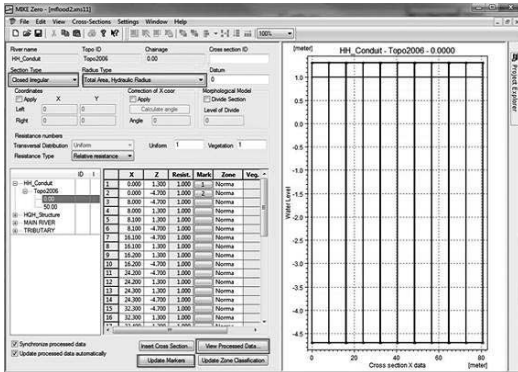 MIKE Zero - [mflood2.xns11]
File Edit View Cross-Sections Settings Window Help
100%
River name Topo ID Chainage Cross section ID
HH_Conduit Topo2006 0.00
Section Type Radius Type Datum
Closed Irregular Total Area, Hydraulic Radius 0
Coordinates Correction of X-coor Morphological Model
Apply X Y Apply Divide Section
Left 0 0 Calculate angle Level of Divide
Right 0 0 Angle 0 0
Resistance numbers
Transversal Distribution Uniform Uniform 1 Vegetation 1
Resistance Type Relative resistance
ID
HH_Conduit
Topo2006
0.00
50.00
HGH_Structure
MAIN RIVER
TRIBUTARY
X Z Resist. Mark Zone Veg.
1 0.000 1.300 1.000 1 Norma
2 0.000 -4.700 1.000 2 Norma
3 8.000 -4.700 1.000 Norma
4 8.000 1.300 1.000 Norma
5 8.100 1.300 1.000 Norma
6 8.100 -4.700 1.000 Norma
7 16.100 -4.700 1.000 Norma
8 16.100 1.300 1.000 Norma
9 16.200 1.300 1.000 Norma
10 16.200 -4.700 1.000 Norma
11 24.200 -4.700 1.000 Norma
12 24.200 1.300 1.000 Norma
13 24.300 1.300 1.000 Norma
14 24.300 -4.700 1.000 Norma
15 32.300 -4.700 1.000 Norma
16 32.300 1.300 1.000 Norma
Synchronize processed data
Update processed data automatically
Insert Cross Section... View Processed Data...
Update Markers Update Zone Classification
[meter] HH_Conduit - Topo2006 - 0.0000
1.0
0.5
0.0
-0.5
-1.0
-1.5
-2.0
-2.5
-3.0
-3.5
-4.0
-4.5
Water Level
0 20 40 60 80
Cross section X data [meter]
Project Explorer